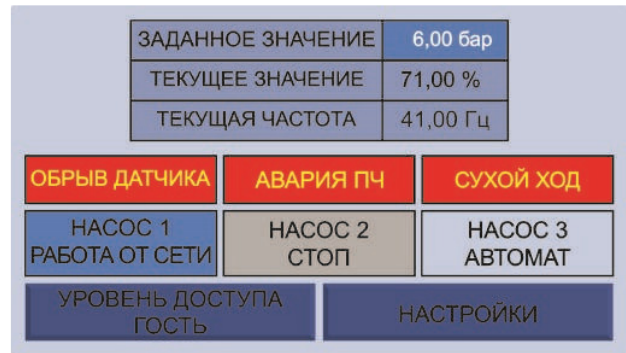 ЗАДАННОЕ ЗНАЧЕНИЕ 6,00 бар
ТЕКУЩЕЕ ЗНАЧЕНИЕ 71,00 %
ТЕКУЩАЯ ЧАСТОТА 41,00 Гц
ОБРЫВ ДАТЧИКА АВАРИЯ ПЧ СУХОЙ ХОД
НАСОС 1 НАСОС 2 НАСОС 3
РАБОТА ОТ СЕТИ СТОП АВТОМАТ
УРОВЕНЬ ДОСТУПА НАСТРОЙКИ
ГОСТЬ